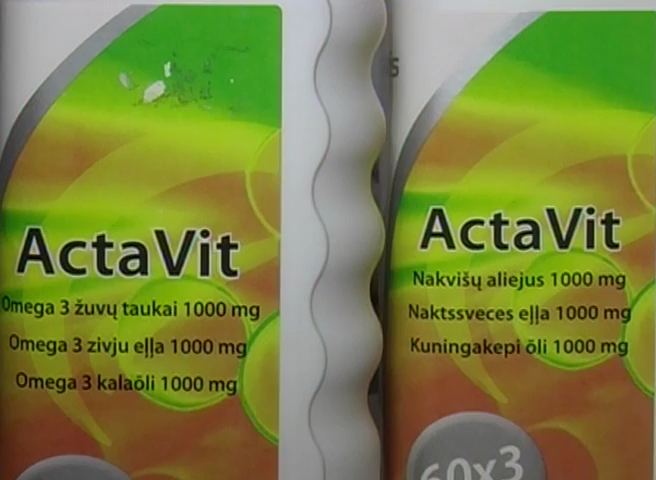 ActaVit
Omega 3 žuvų taukai 1000 mg
Omega 3 zivju eļļa 1000 mg
Omega 3 kalaõli 1000 mg
ActaVit
Nakvišų aliejus 1000 mg
Naktssveces eļļa 1000 mg
Kuningakepi õli 1000 mg
60x3